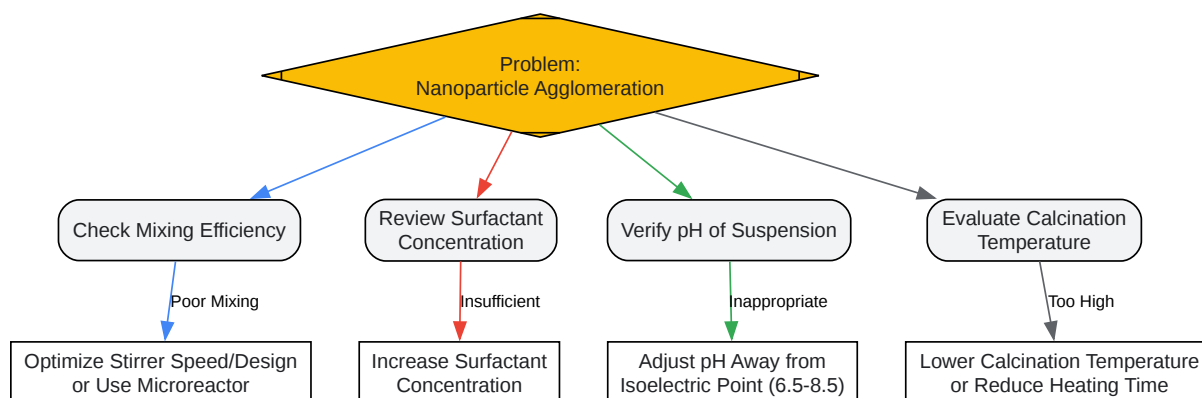 Problem:
Nanoparticle Agglomeration
Check Mixing Efficiency
Review Surfactant
Concentration
Verify pH of Suspension
Evaluate Calcination
Temperature
Poor Mixing
Insufficient
Inappropriate
Too High
Optimize Stirrer Speed/Design
or Use Microreactor
Increase Surfactant
Concentration
Adjust pH Away from
Isoelectric Point (6.5-8.5)
Lower Calcination Temperature
or Reduce Heating Time